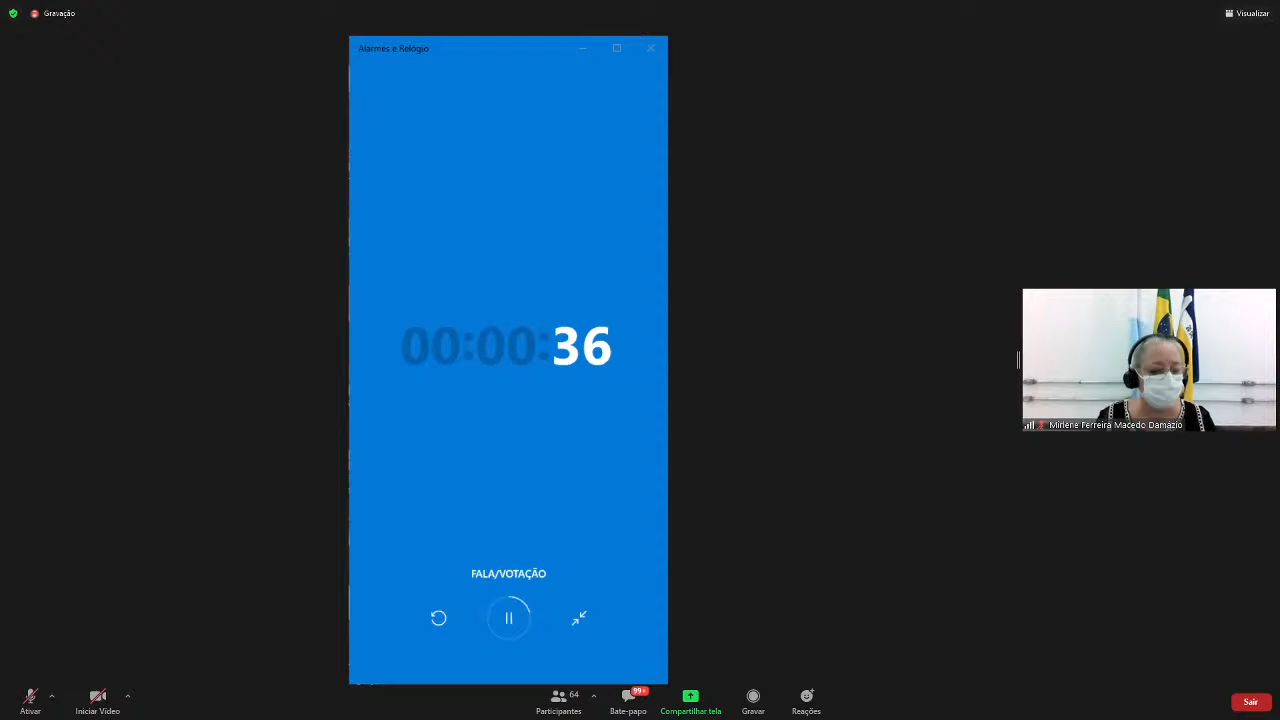 Gravação
Visualizar
Alarmes e Relógio
00:00:36
Mirlene Ferreira Macedo Damázio
FALA/VOTAÇÃO
Ativar
Iniciar Vídeo
64
Participantes
99+
Bate-papo
Compartilhar tela
Gravar
Reações
Sair